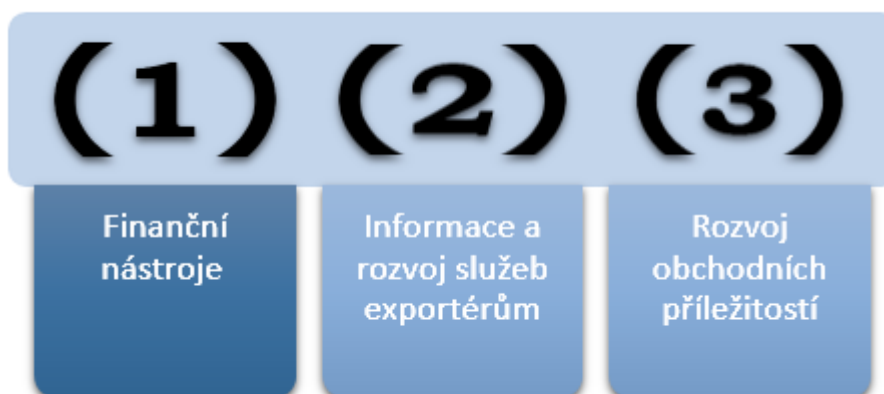 (1) (2) (3)
Finanční
nástroje
Informace a
rozvoj služeb
exportérům
Rozvoj
obchodních
příležitostí